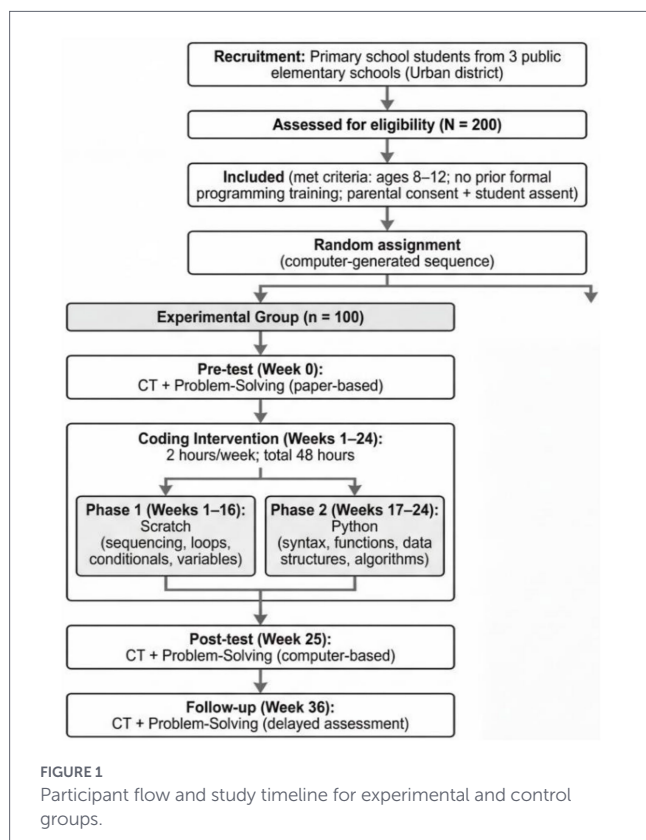 Recruitment: Primary school students from 3 public
elementary schools (Urban district)
Assessed for eligibility (N = 200)
Included (met criteria: ages 8–12; no prior formal
programming training; parental consent + student assent)
Random assignment
(computer-generated sequence)
Experimental Group (n = 100)
Pre-test (Week 0):
CT + Problem-Solving (paper-based)
Coding Intervention (Weeks 1–24):
2 hours/week; total 48 hours
Phase 1 (Weeks 1–16):
Scratch
(sequencing, loops,
conditionals, variables)
Phase 2 (Weeks 17–24):
Python
(syntax, functions, data
structures, algorithms)
Post-test (Week 25):
CT + Problem-Solving (computer-based)
Follow-up (Week 36):
CT + Problem-Solving (delayed assessment)
FIGURE 1
Participant flow and study timeline for experimental and control
groups.